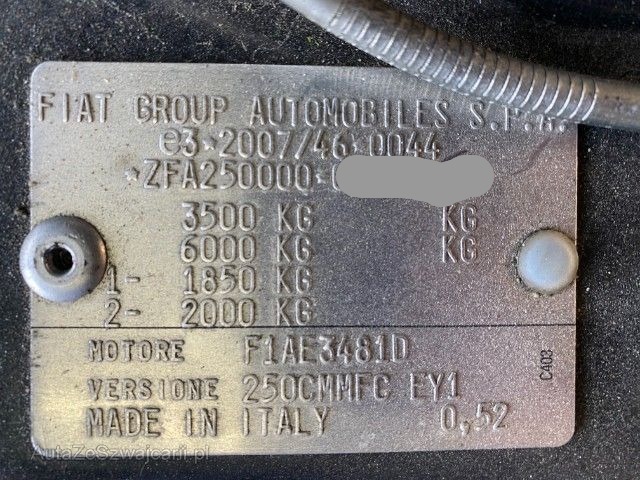 FIAT GROUP AUTOMOBILES S.P.A.
e3*2007/46*0044
*ZFA250000*
3500 KG KG
6000 KG KG
1- 1850 KG
2- 2000 KG
MOTORE F1AE3481D
VERSIONE 250CMMFC EY1
MADE IN ITALY 0,52
C403
AutaZeSzwajcarii.pl